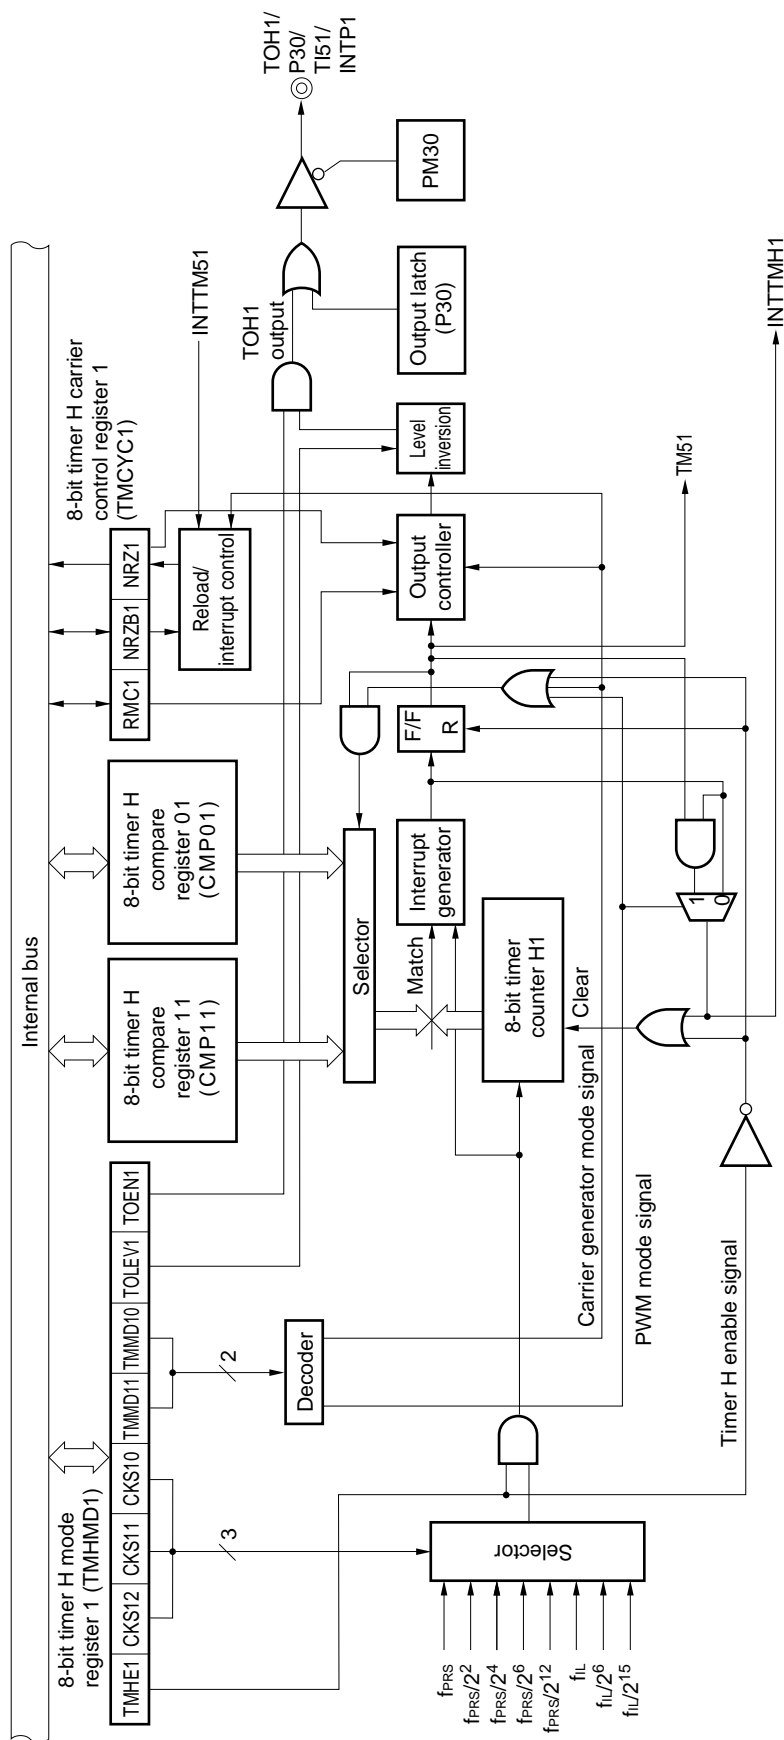 Internal bus
8-bit timer H mode
register 1 (TMHMD1)
TMHE1
CKS12
CKS11
CKS10
TMMD11
TMMD10
TOLEV1
TOEN1
8-bit timer H
compare
register 11
(CMP11)
8-bit timer H
compare
register 01
(CMP01)
8-bit timer H carrier
control register 1
(TMCYC1)
RMC1
NRZB1
NRZ1
Reload/
interrupt control
INTTM51
TOH1
output
TOH1/
P30/
TI51/
INTP1
3
2
Decoder
Selector
Match
Interrupt
generator
F/F
R
Output
controller
Level
inversion
Output latch
(P30)
PM30
fPRS
fPRS/2²
fPRS/2⁴
fPRS/2⁶
fPRS/2¹²
fIL
fIL/2⁶
fIL/2¹⁵
Selector
8-bit timer
counter H1
Clear
Carrier generator mode signal
PWM mode signal
Timer H enable signal
1
0
TM51
INTTMH1